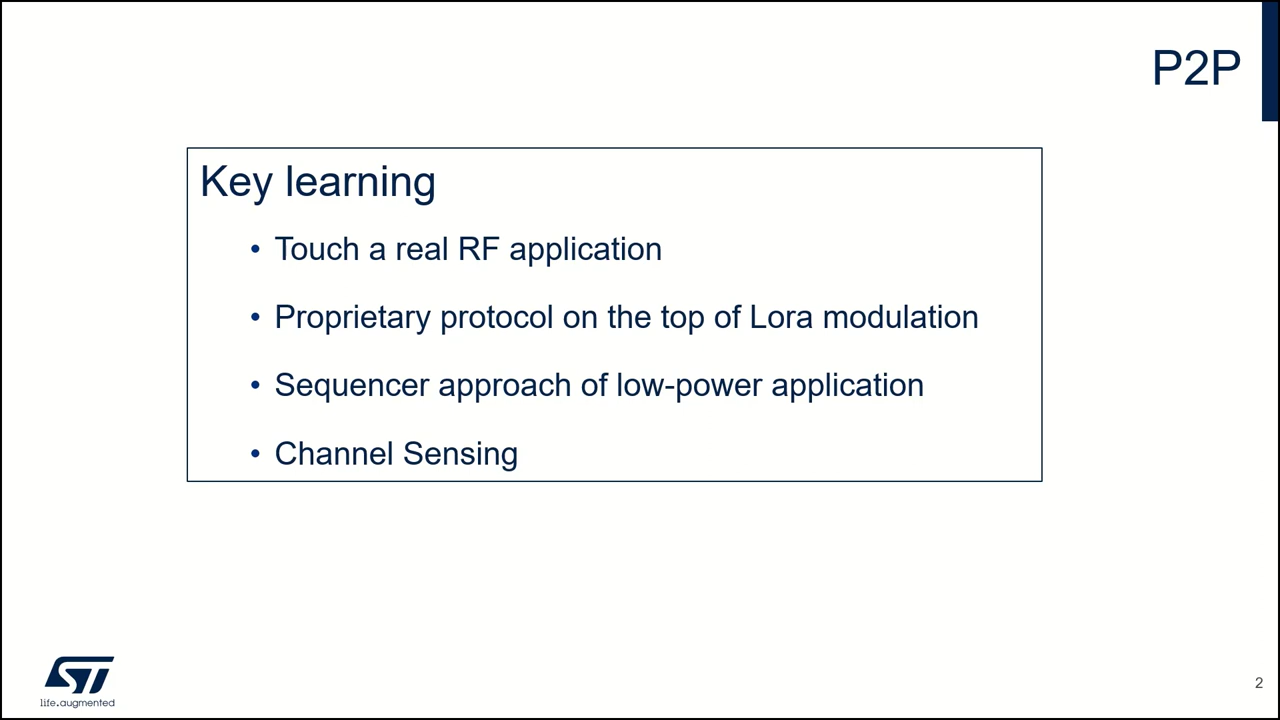 P2P
Key learning
• Touch a real RF application
• Proprietary protocol on the top of Lora modulation
• Sequencer approach of low-power application
• Channel Sensing
ST
life.augmented
2